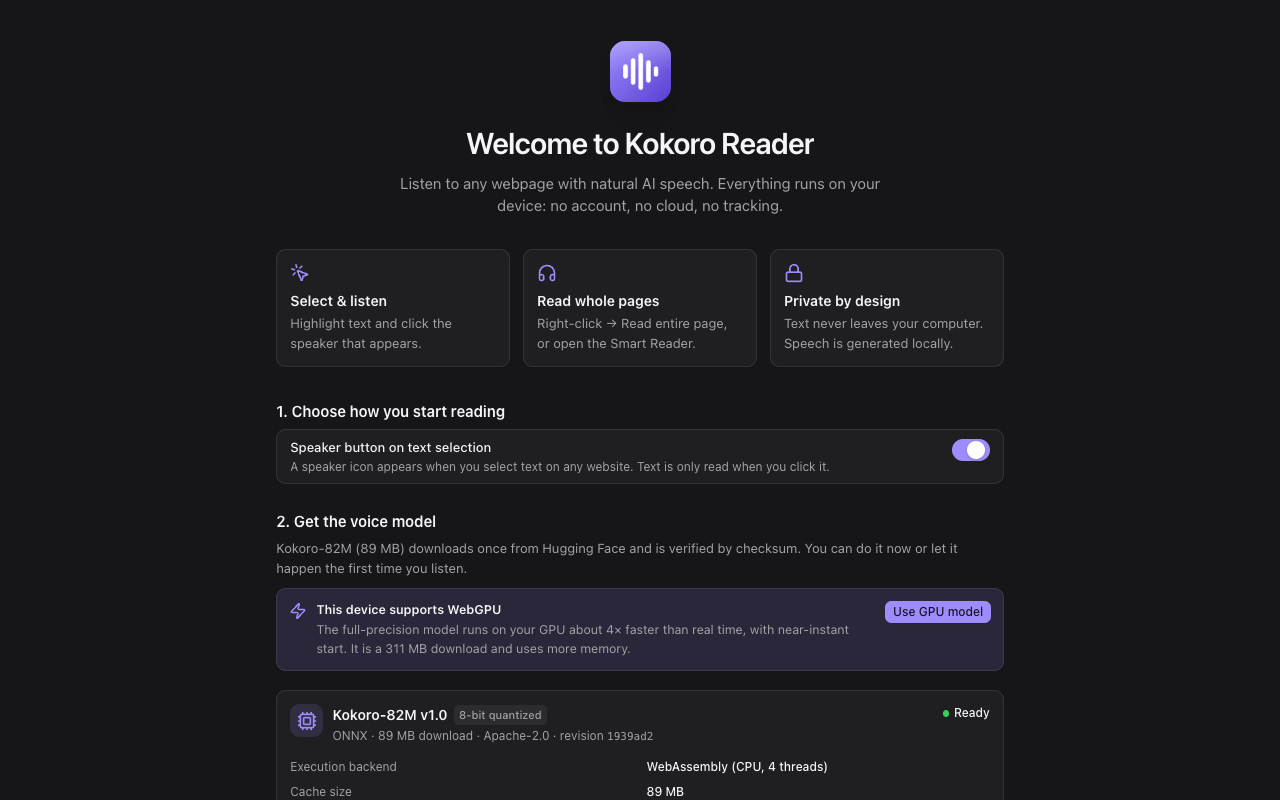 Welcome to Kokoro Reader
Listen to any webpage with natural AI speech. Everything runs on your
device: no account, no cloud, no tracking.
Select & listen
Highlight text and click the
speaker that appears.
Read whole pages
Right-click → Read entire page,
or open the Smart Reader.
Private by design
Text never leaves your computer.
Speech is generated locally.
1. Choose how you start reading
Speaker button on text selection
A speaker icon appears when you select text on any website. Text is only read when you click it.
2. Get the voice model
Kokoro-82M (89 MB) downloads once from Hugging Face and is verified by checksum. You can do it now or let it
happen the first time you listen.
This device supports WebGPU
Use GPU model
The full-precision model runs on your GPU about 4× faster than real time, with near-instant
start. It is a 311 MB download and uses more memory.
Kokoro-82M v1.0 8-bit quantized
Ready
ONNX · 89 MB download · Apache-2.0 · revision 1939ad2
Execution backend WebAssembly (CPU, 4 threads)
Cache size 89 MB